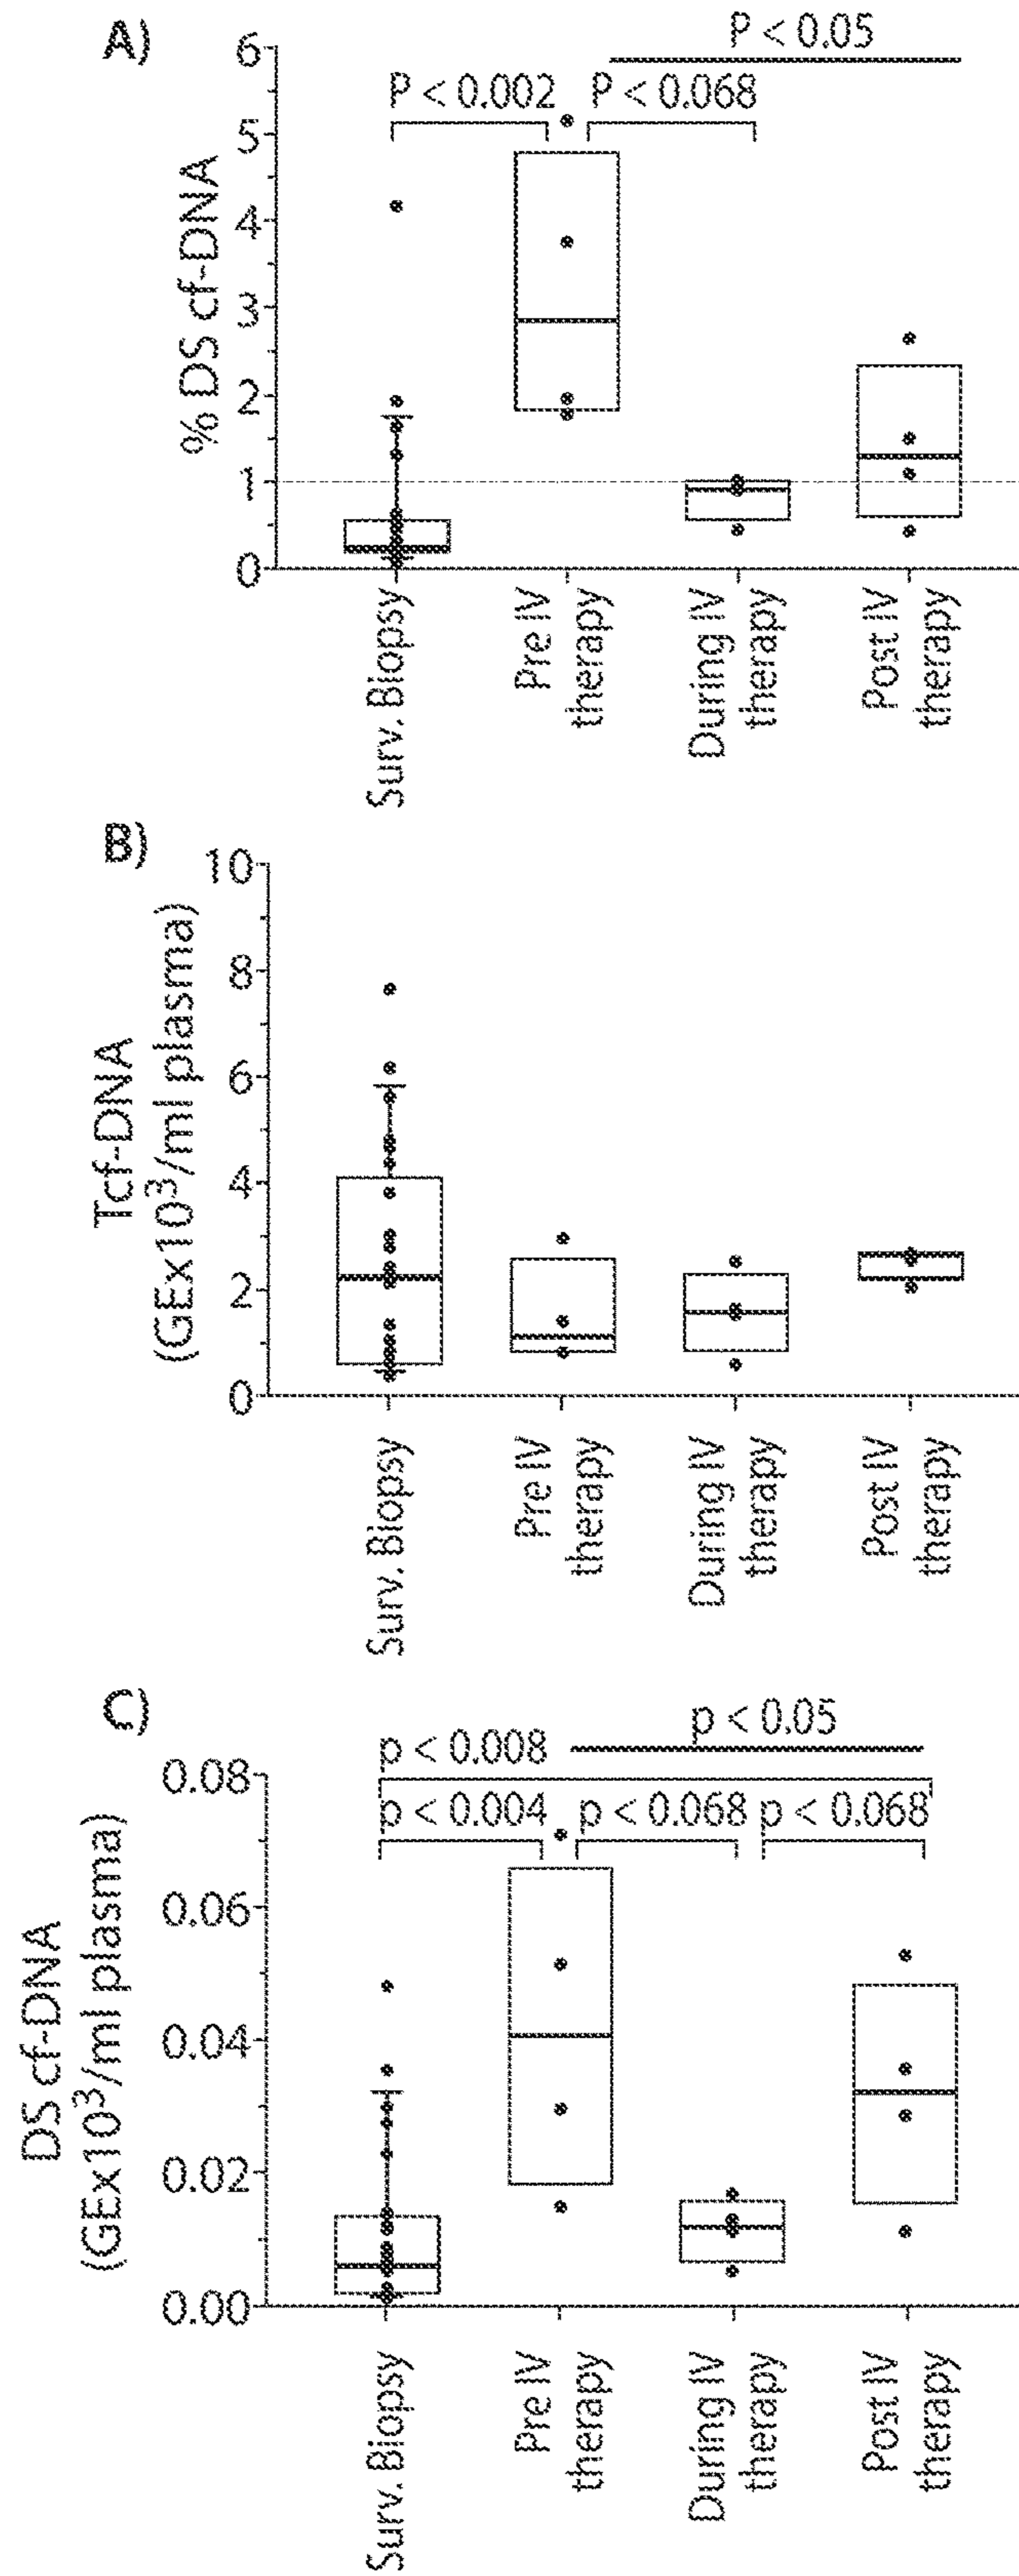 A)
P < 0.05
P < 0.002 P < 0.068
% DS cf-DNA
6
5
4
3
2
1
0
Surv. Biopsy
Pre IV
therapy
During IV
therapy
Post IV
therapy
B)
Tcf-DNA
(GEx10³/ml plasma)
10
8
6
4
2
0
Surv. Biopsy
Pre IV
therapy
During IV
therapy
Post IV
therapy
C)
p < 0.05
p < 0.008
p < 0.004 p < 0.068 p < 0.068
DS cf-DNA
(GEx10³/ml plasma)
0.08
0.06
0.04
0.02
0.00
Surv. Biopsy
Pre IV
therapy
During IV
therapy
Post IV
therapy